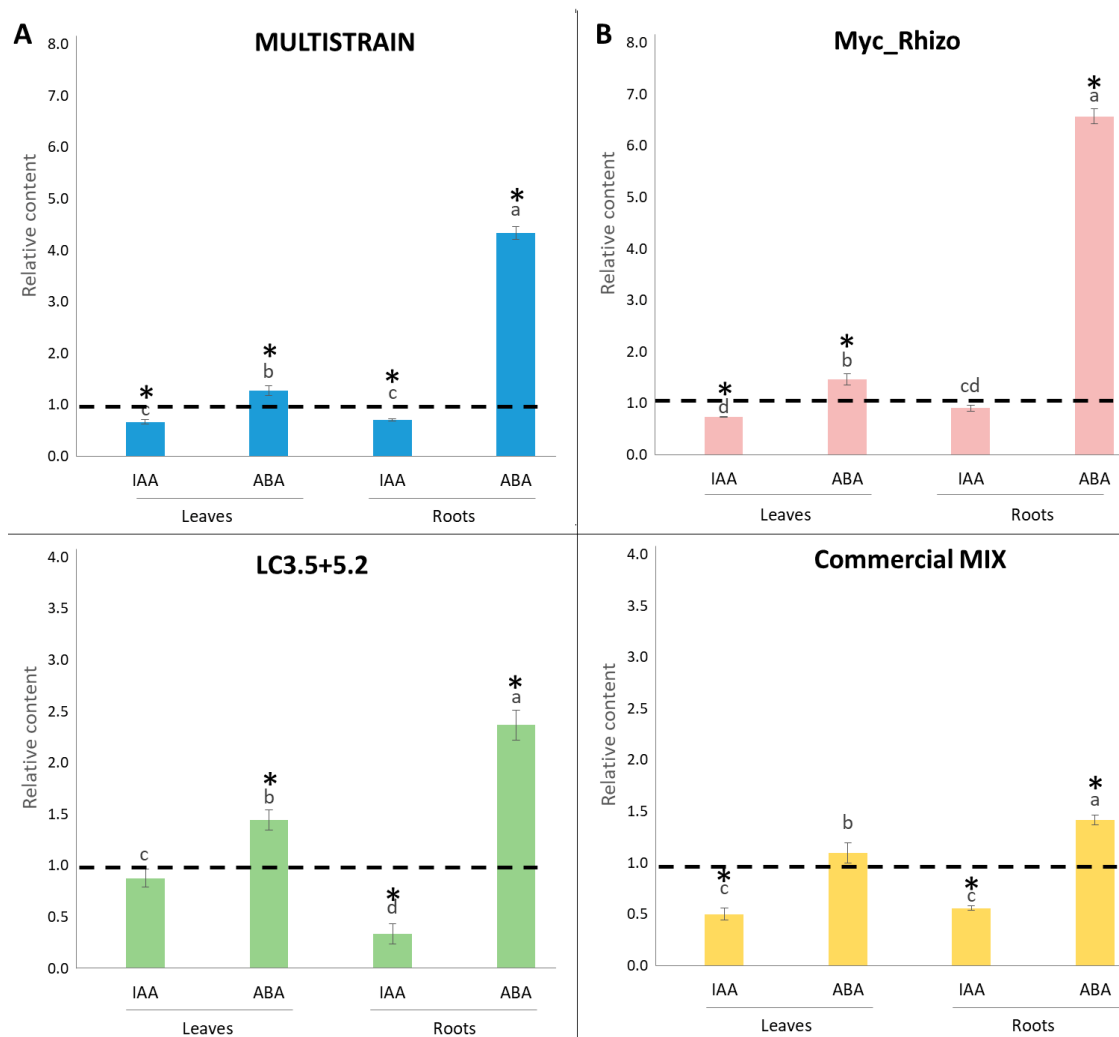 A
MULTISTRAIN
Relative content
8.0
7.0
6.0
5.0
4.0
3.0
2.0
1.0
0.0
*
c
*
b
*
c
*
a
IAA ABA IAA ABA
Leaves Roots
B
Myc_Rhizo
Relative content
8.0
7.0
6.0
5.0
4.0
3.0
2.0
1.0
0.0
*
d
*
b
cd
*
a
IAA ABA IAA ABA
Leaves Roots
LC3.5+5.2
Relative content
4.0
3.5
3.0
2.5
2.0
1.5
1.0
0.5
0.0
c
*
b
*
d
*
a
IAA ABA IAA ABA
Leaves Roots
Commercial MIX
Relative content
4.0
3.5
3.0
2.5
2.0
1.5
1.0
0.5
0.0
*
c
b
*
c
*
a
IAA ABA IAA ABA
Leaves Roots